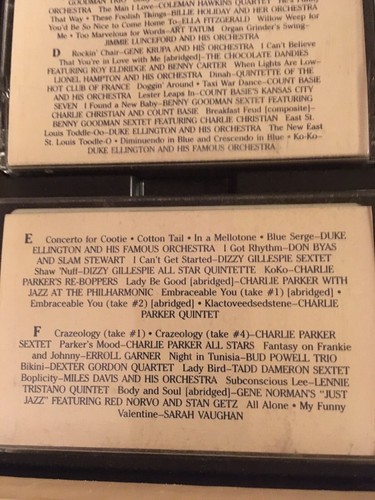 GOODMAN TRIO
ORCHESTRA The Man I Love–COLEMAN HAWKINS QUARTET
That Way • These Foolish Things–BILLIE HOLIDAY AND HER ORCHESTRA
You'd Be So Nice to Come Home To–ELLA FITZGERALD Willow Weep for
Me • Too Marvelous for Words–ART TATUM Organ Grinder's Swing–
JIMMIE LUNCEFORD AND HIS ORCHESTRA
D Rockin' Chair–GENE KRUPA AND HIS ORCHESTRA I Can't Believe
That You're in Love with Me [abridged]–THE CHOCOLATE DANDIES
FEATURING ROY ELDRIDGE AND BENNY CARTER When Lights Are Low–
LIONEL HAMPTON AND HIS ORCHESTRA Dinah–QUINTETTE OF THE
HOT CLUB OF FRANCE Doggin' Around • Taxi War Dance–COUNT BASIE
AND HIS ORCHESTRA Lester Leaps In–COUNT BASIE'S KANSAS CITY
SEVEN I Found a New Baby–BENNY GOODMAN SEXTET FEATURING
CHARLIE CHRISTIAN AND COUNT BASIE Breakfast Feud [composite]–
BENNY GOODMAN SEXTET FEATURING CHARLIE CHRISTIAN East St.
Louis Toddle-Oo–DUKE ELLINGTON AND HIS ORCHESTRA The New East
St. Louis Toodle-O • Diminuendo in Blue and Crescendo in Blue • Ko-Ko–
DUKE ELLINGTON AND HIS FAMOUS ORCHESTRA
E Concerto for Cootie • Cotton Tail • In a Mellotone • Blue Serge–DUKE
ELLINGTON AND HIS FAMOUS ORCHESTRA I Got Rhythm–DON BYAS
AND SLAM STEWART I Can't Get Started–DIZZY GILLESPIE SEXTET
Shaw 'Nuff–DIZZY GILLESPIE ALL STAR QUINTETTE KoKo–CHARLIE
PARKER'S RE-BOPPERS Lady Be Good [abridged]–CHARLIE PARKER WITH
JAZZ AT THE PHILHARMONIC Embraceable You (take #1) [abridged] •
Embraceable You (take #2) [abridged] • Klactoveedsedstene–CHARLIE
PARKER QUINTET
F Crazeology (take #1) • Crazeology (take #4)–CHARLIE PARKER
SEXTET Parker's Mood–CHARLIE PARKER ALL STARS Fantasy on Frankie
and Johnny–ERROLL GARNER Night in Tunisia–BUD POWELL TRIO
Bikini–DEXTER GORDON QUARTET Lady Bird–TADD DAMERON SEXTET
Boplicity–MILES DAVIS AND HIS ORCHESTRA Subconscious Lee–LENNIE
TRISTANO QUINTET Body and Soul [abridged]–GENE NORMAN'S "JUST
JAZZ" FEATURING RED NORVO AND STAN GETZ All Alone • My Funny
Valentine–SARAH VAUGHAN